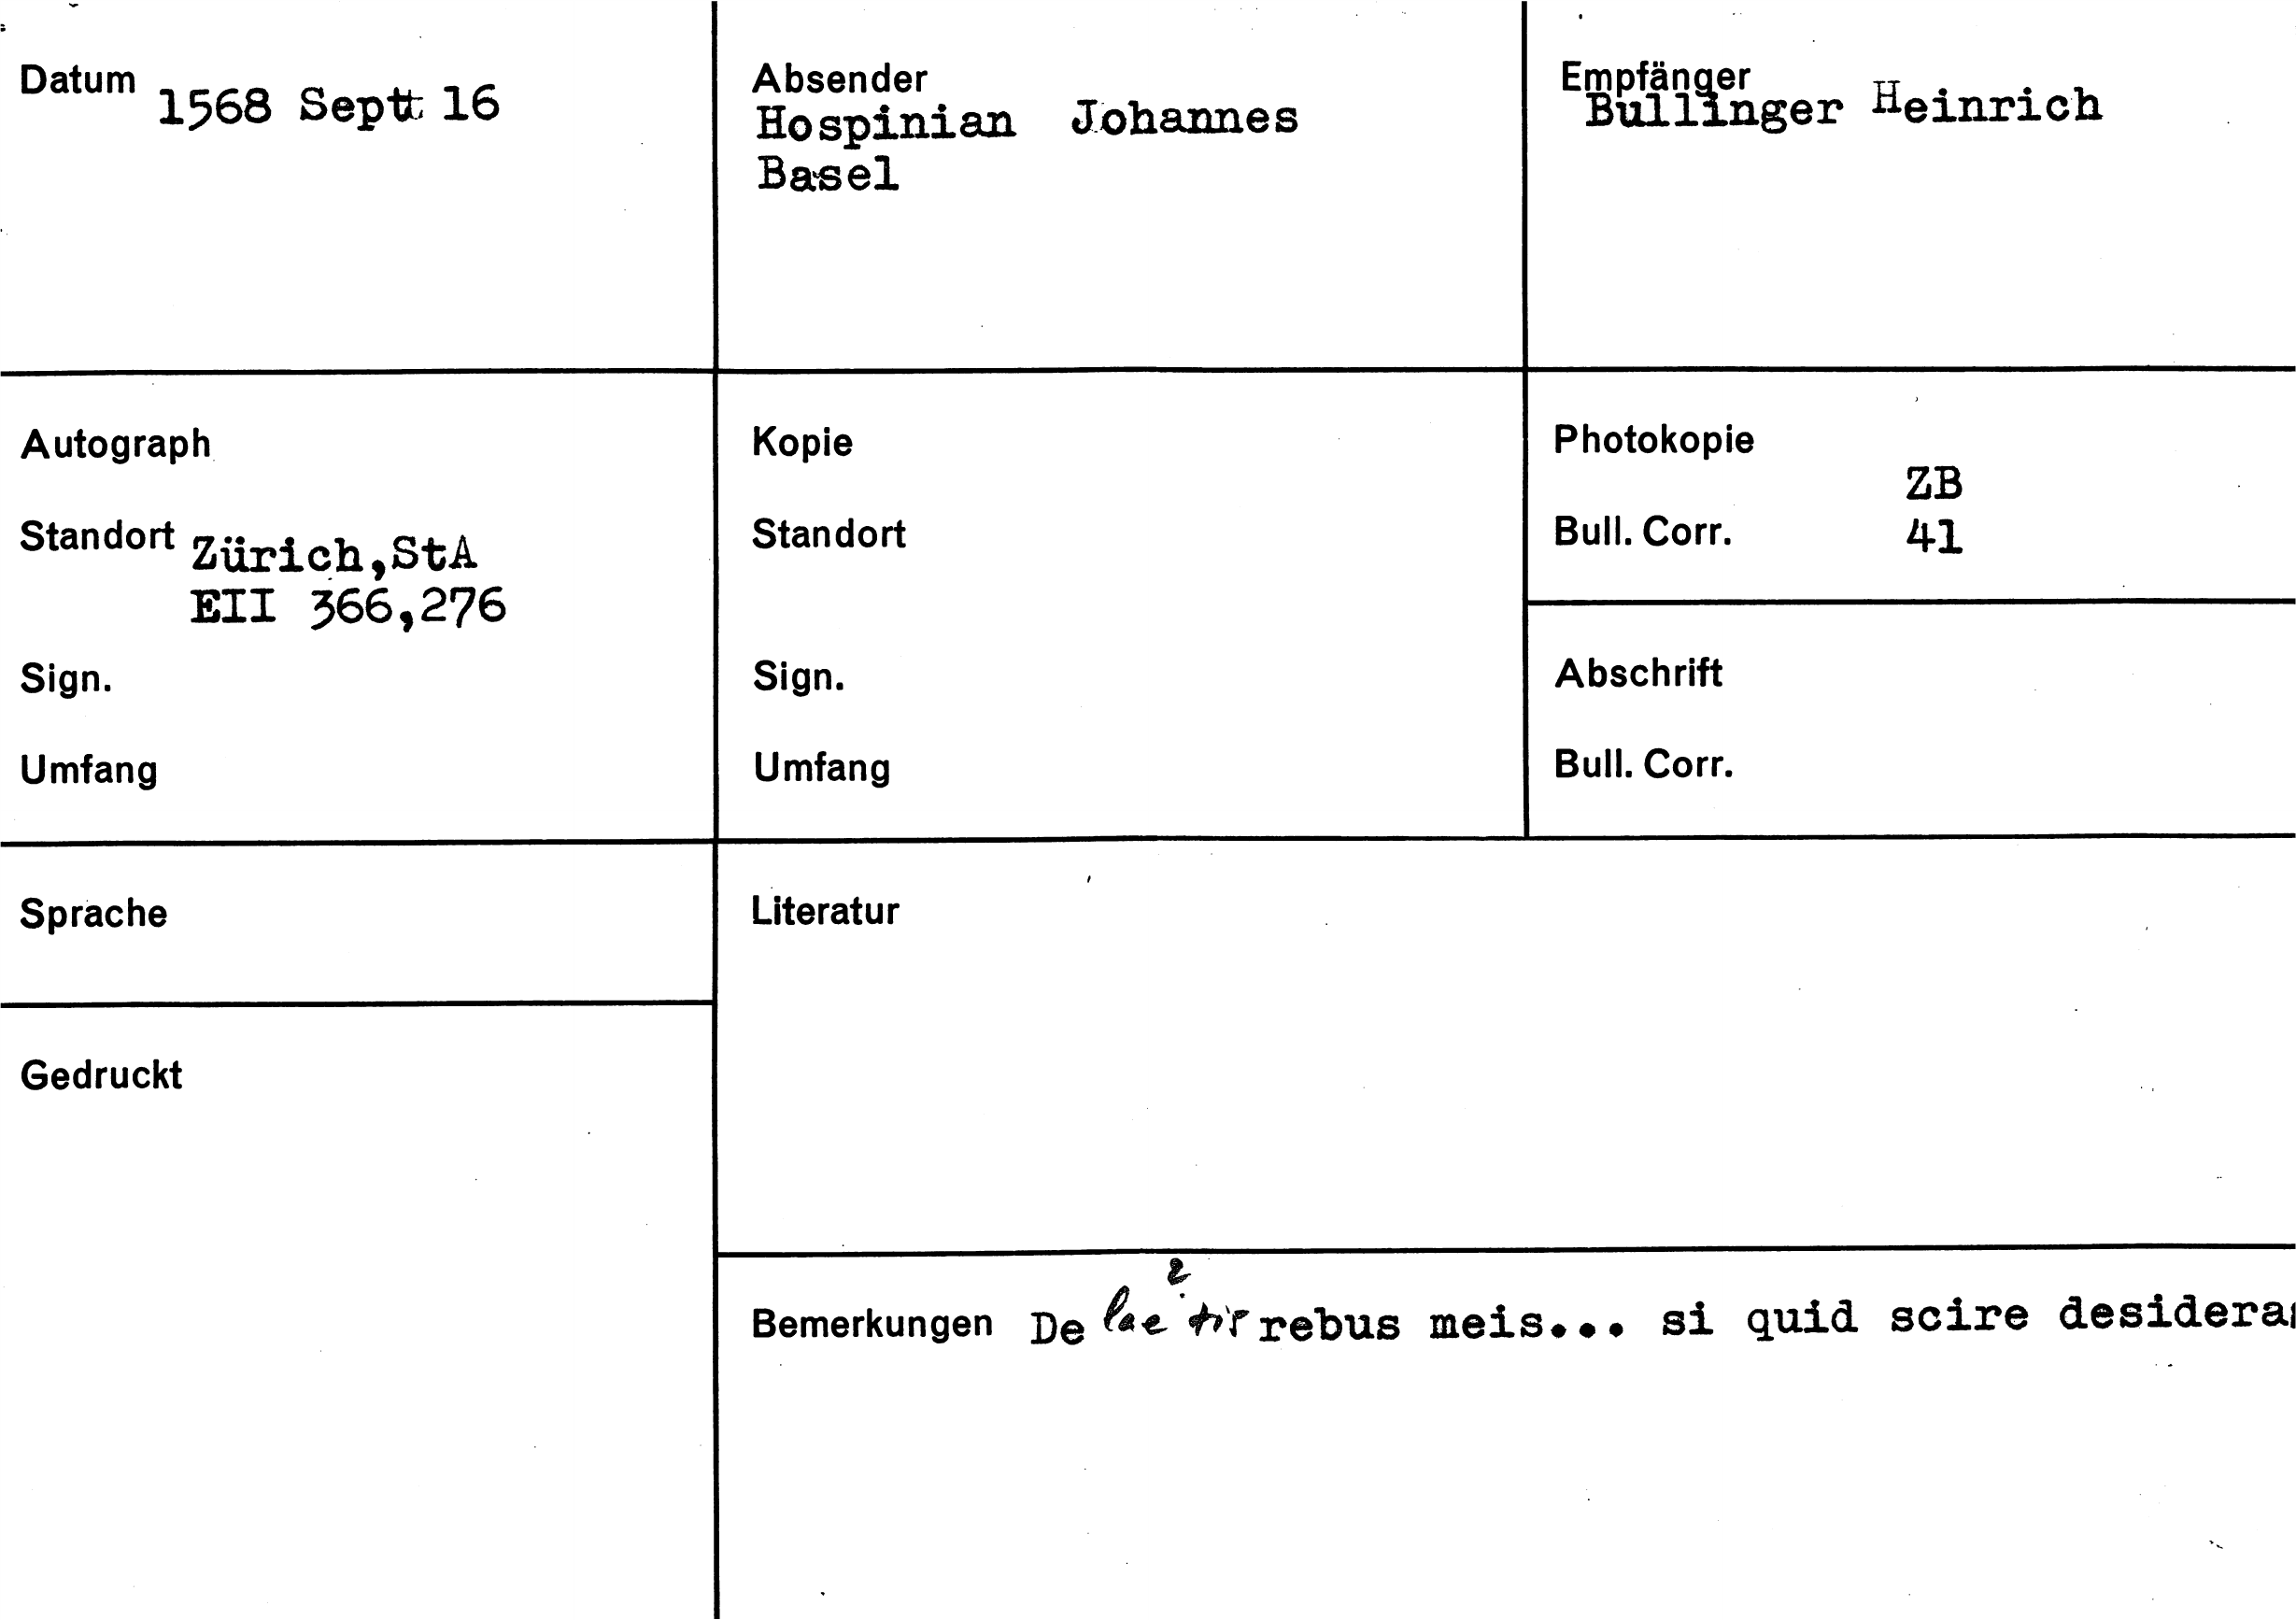 Datum 1568 Sept 16
Absender
Hospinian Johannes
Basel
Empfänger
Bullinger Heinrich
Autograph
Standort Zürich,StA
EII 366,276
Sign.
Umfang
Kopie
Standort
Sign.
Umfang
Photokopie
ZB
Bull. Corr. 41
Abschrift
Bull. Corr.
Sprache
Literatur
Gedruckt
Bemerkungen De rebus meis... si quid scire desidera